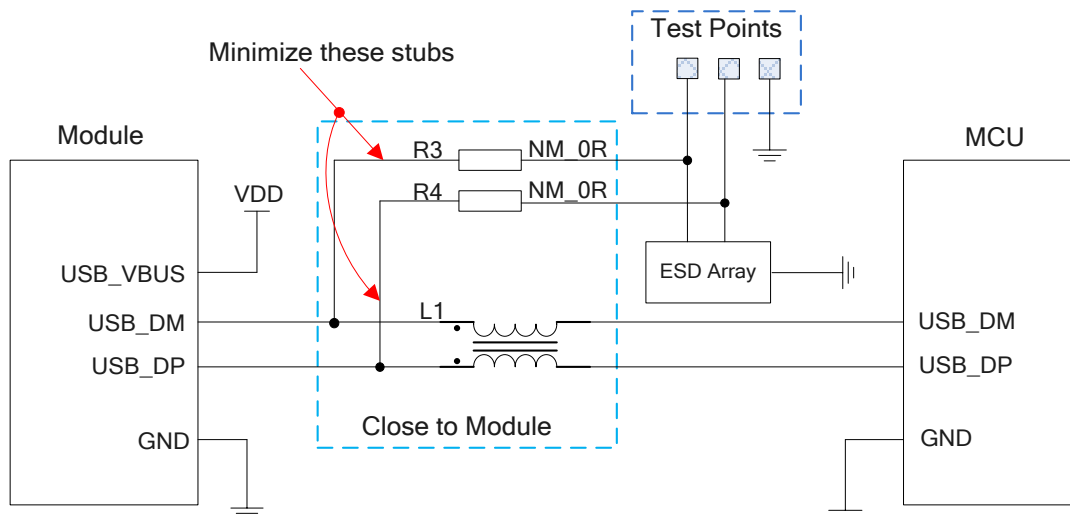 Test Points
Minimize these stubs
Module
MCU
R3
NM_0R
VDD
R4
NM_0R
ESD Array
USB_VBUS
USB_DM
L1
USB_DM
USB_DP
USB_DP
Close to Module
GND
GND